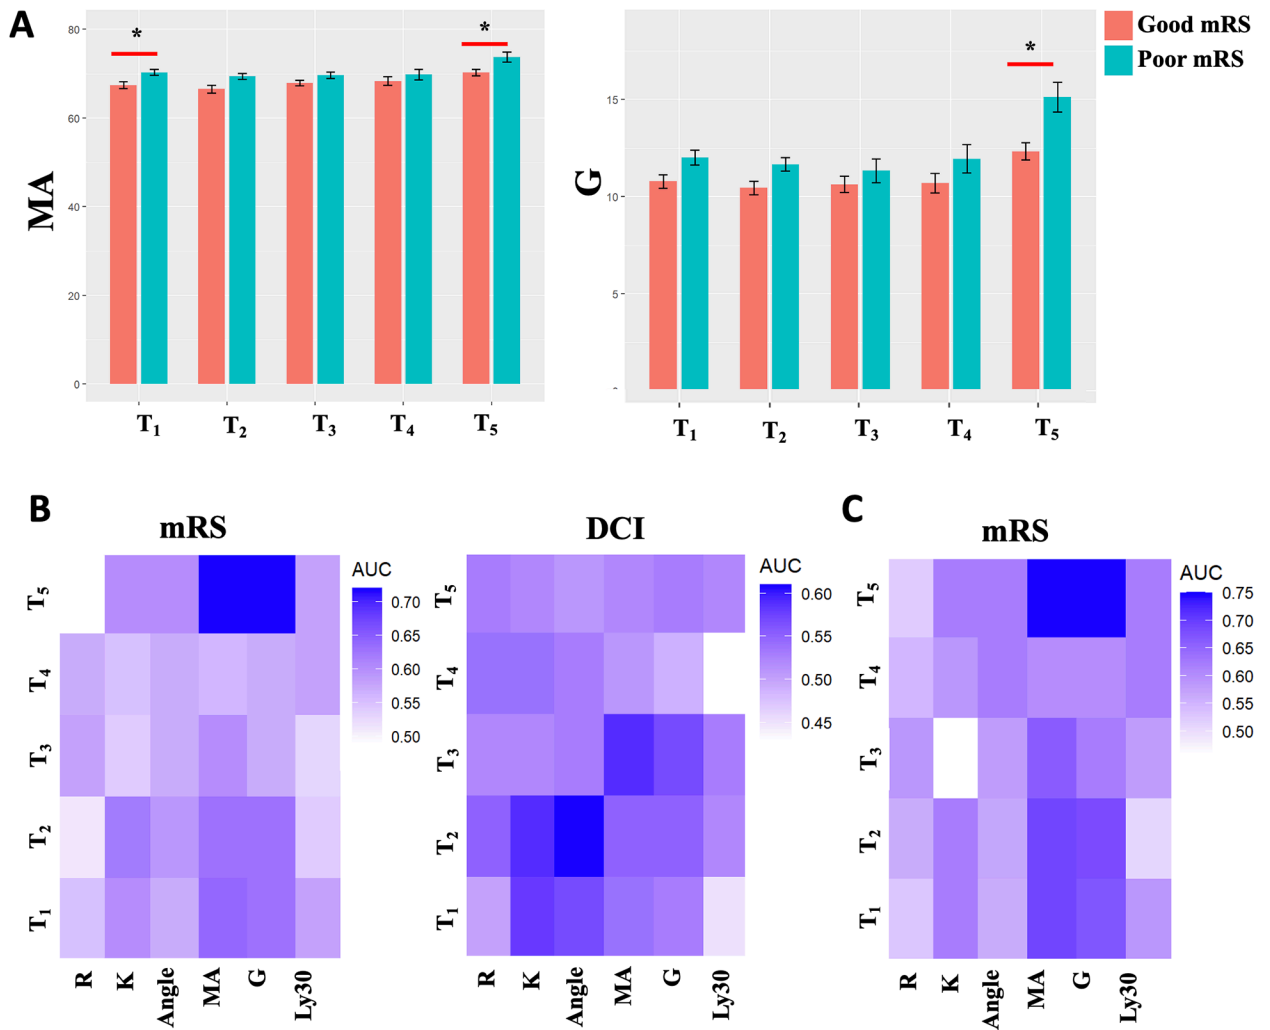 A
MA
80
60
40
20
0
*
*
T1
T2
T3
T4
T5
G
15
10
5
*
T1
T2
T3
T4
T5
Good mRS
Poor mRS
B
mRS
T5
T4
T3
T2
T1
R
K
Angle
MA
G
Ly30
AUC
0.70
0.65
0.60
0.55
0.50
DCI
T5
T4
T3
T2
T1
R
K
Angle
MA
G
Ly30
AUC
0.60
0.55
0.50
0.45
C
mRS
T5
T4
T3
T2
T1
R
K
Angle
MA
G
Ly30
AUC
0.75
0.70
0.65
0.60
0.55
0.50